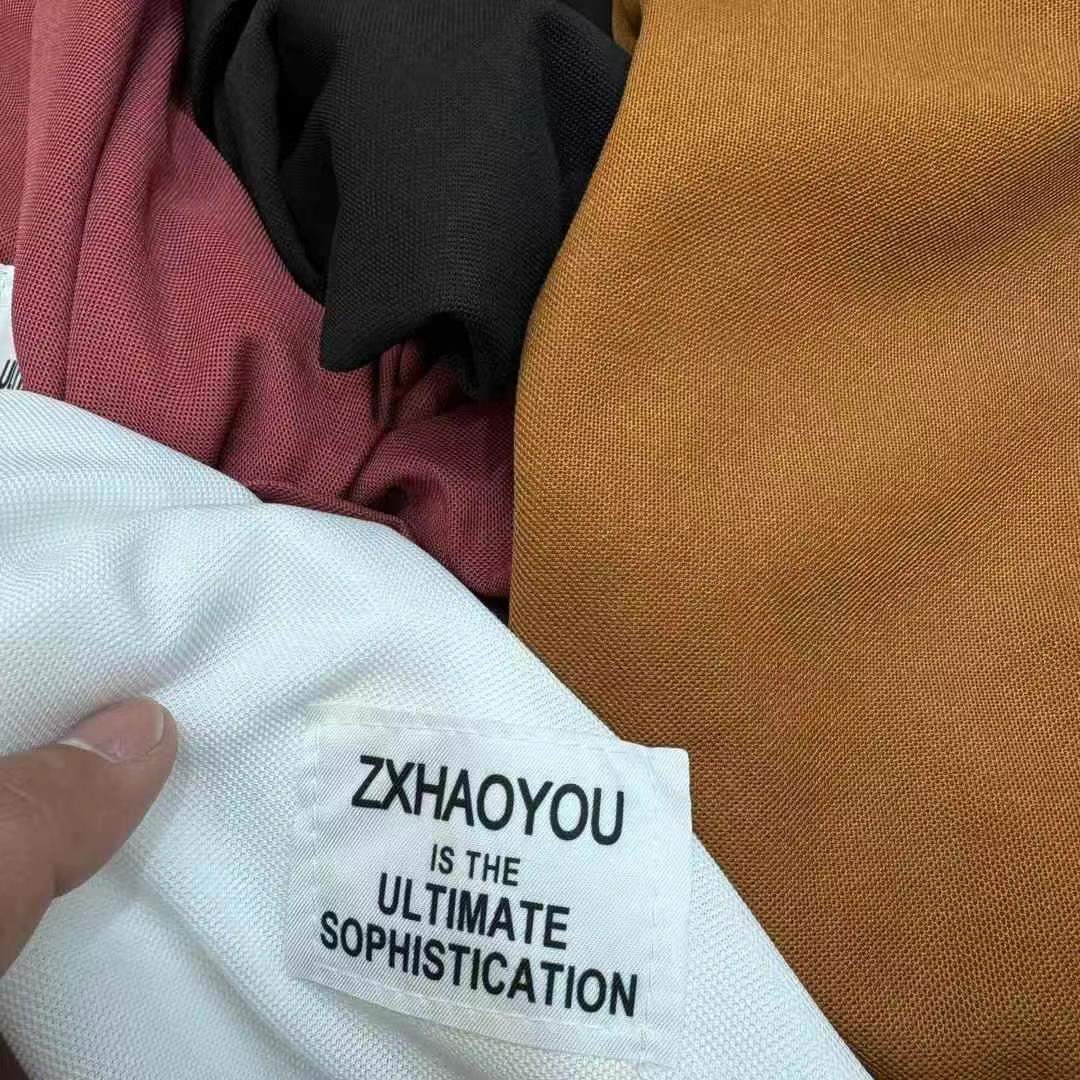 ZXHAOYOU
IS THE
ULTIMATE
SOPHISTICATION